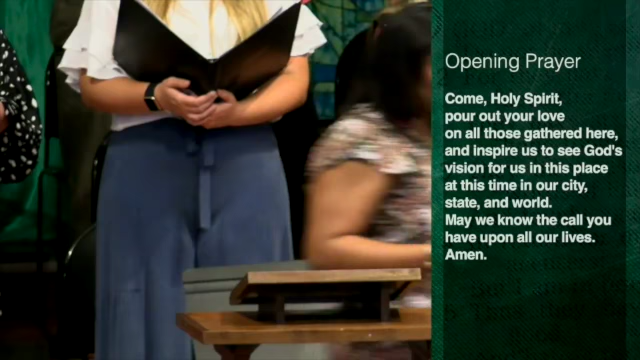 Opening Prayer
Come, Holy Spirit,
pour out your love
on all those gathered here,
and inspire us to see God's
vision for us in this place
at this time in our city,
state, and world.
May we know the call you
have upon all our lives.
Amen.